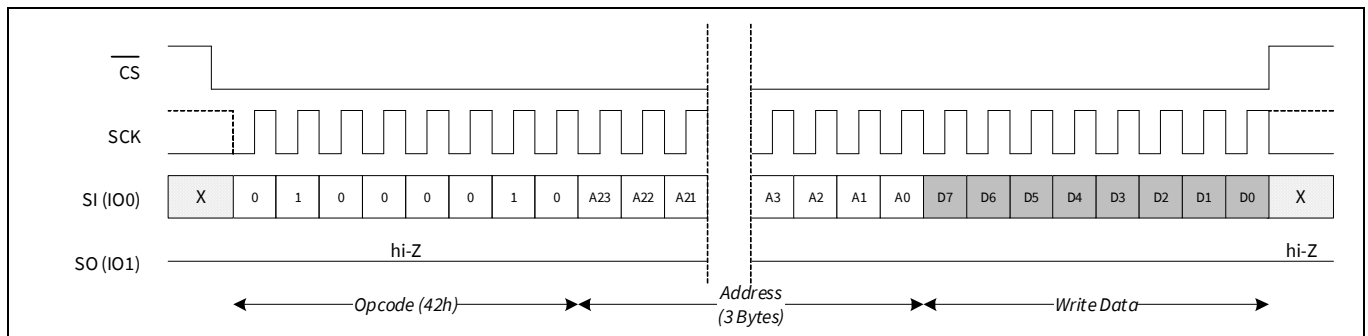 CS
SCK
SI (IO0) X 0 1 0 0 0 0 1 0 A23 A22 A21 A3 A2 A1 A0 D7 D6 D5 D4 D3 D2 D1 D0 X
hi-Z hi-Z
SO (IO1)
Opcode (42h) Address (3 Bytes) Write Data